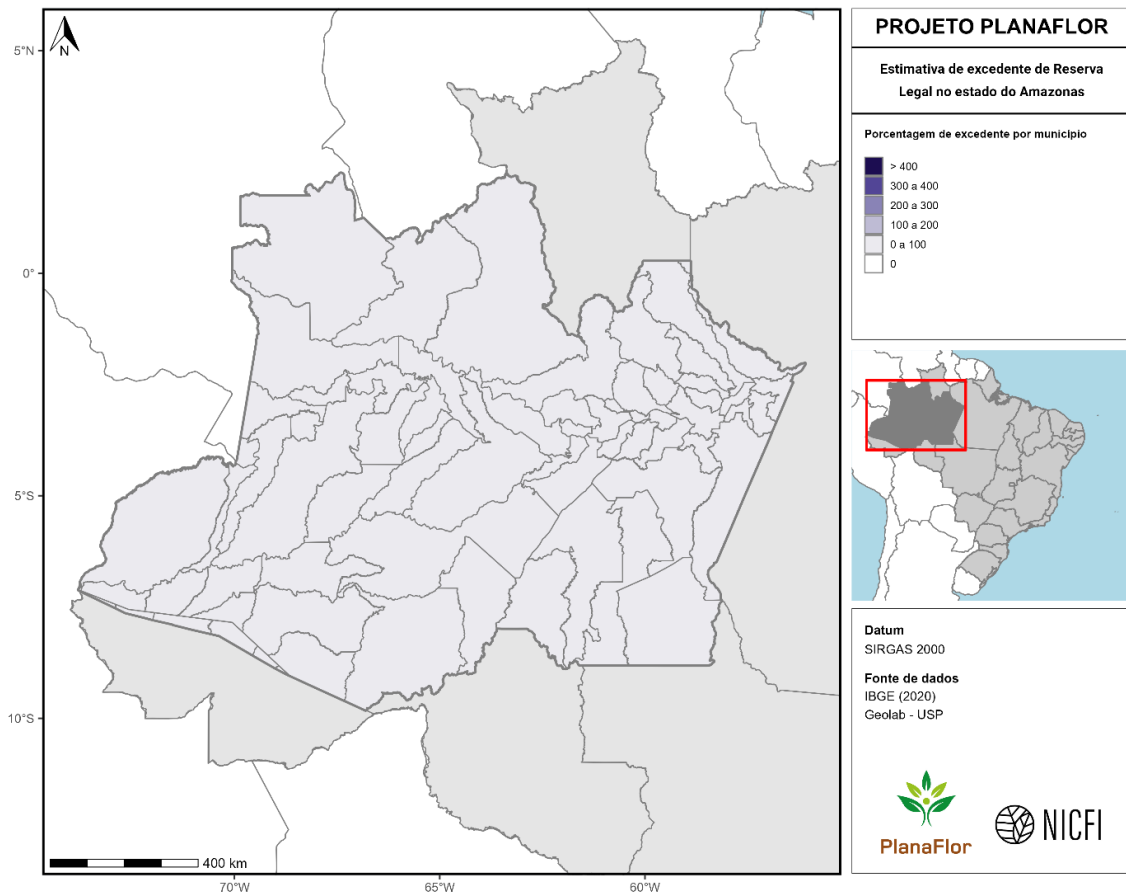 PROJETO PLANAFLOR
Estimativa de excedente de Reserva
Legal no estado do Amazonas
Porcentagem de excedente por município
> 400
300 a 400
200 a 300
100 a 200
0 a 100
0
N
5°N
0°
5°S
10°S
70°W
65°W
60°W
400 km
Datum
SIRGAS 2000
Fonte de dados
IBGE (2020)
Geolab - USP
PlanaFlor
NICFI